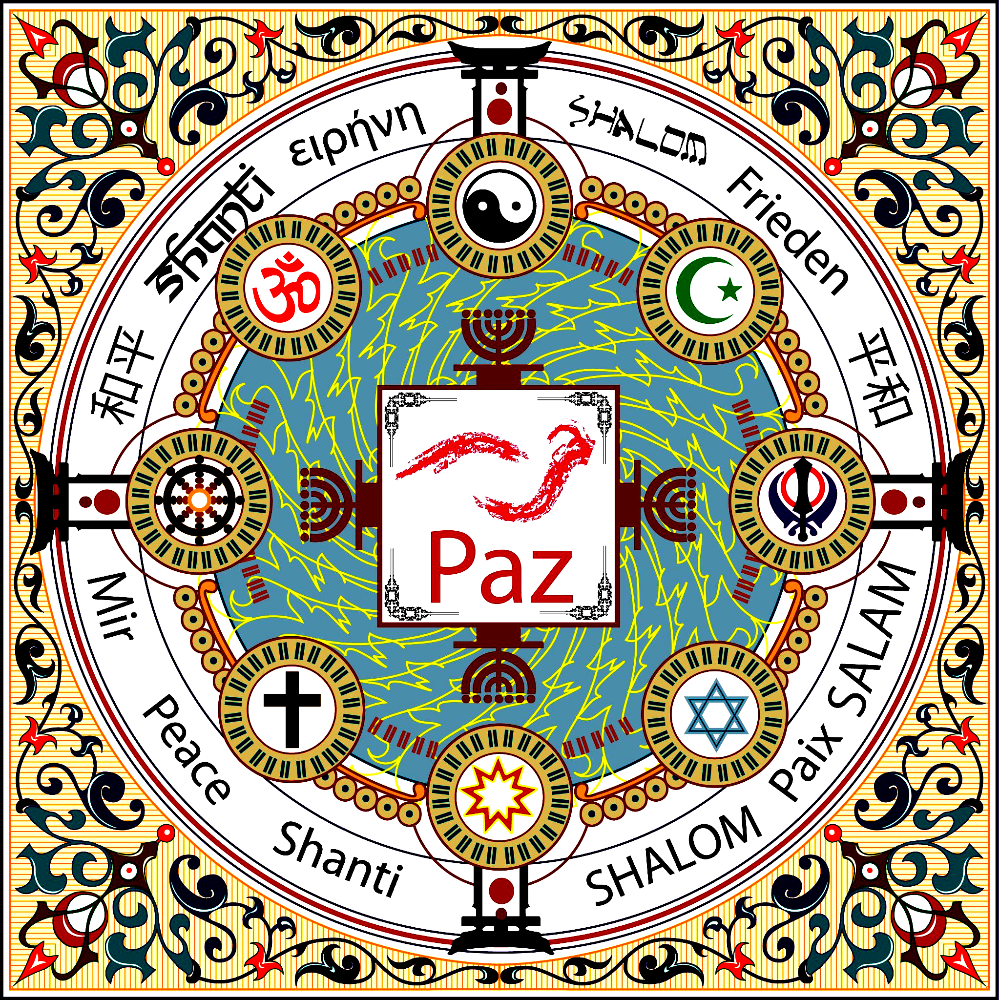 ειρήνη
SHALOM
Frieden
平和
SALAM
Paix
SHALOM
Shanti
Peace
Mir
和平
Shanti
Paz